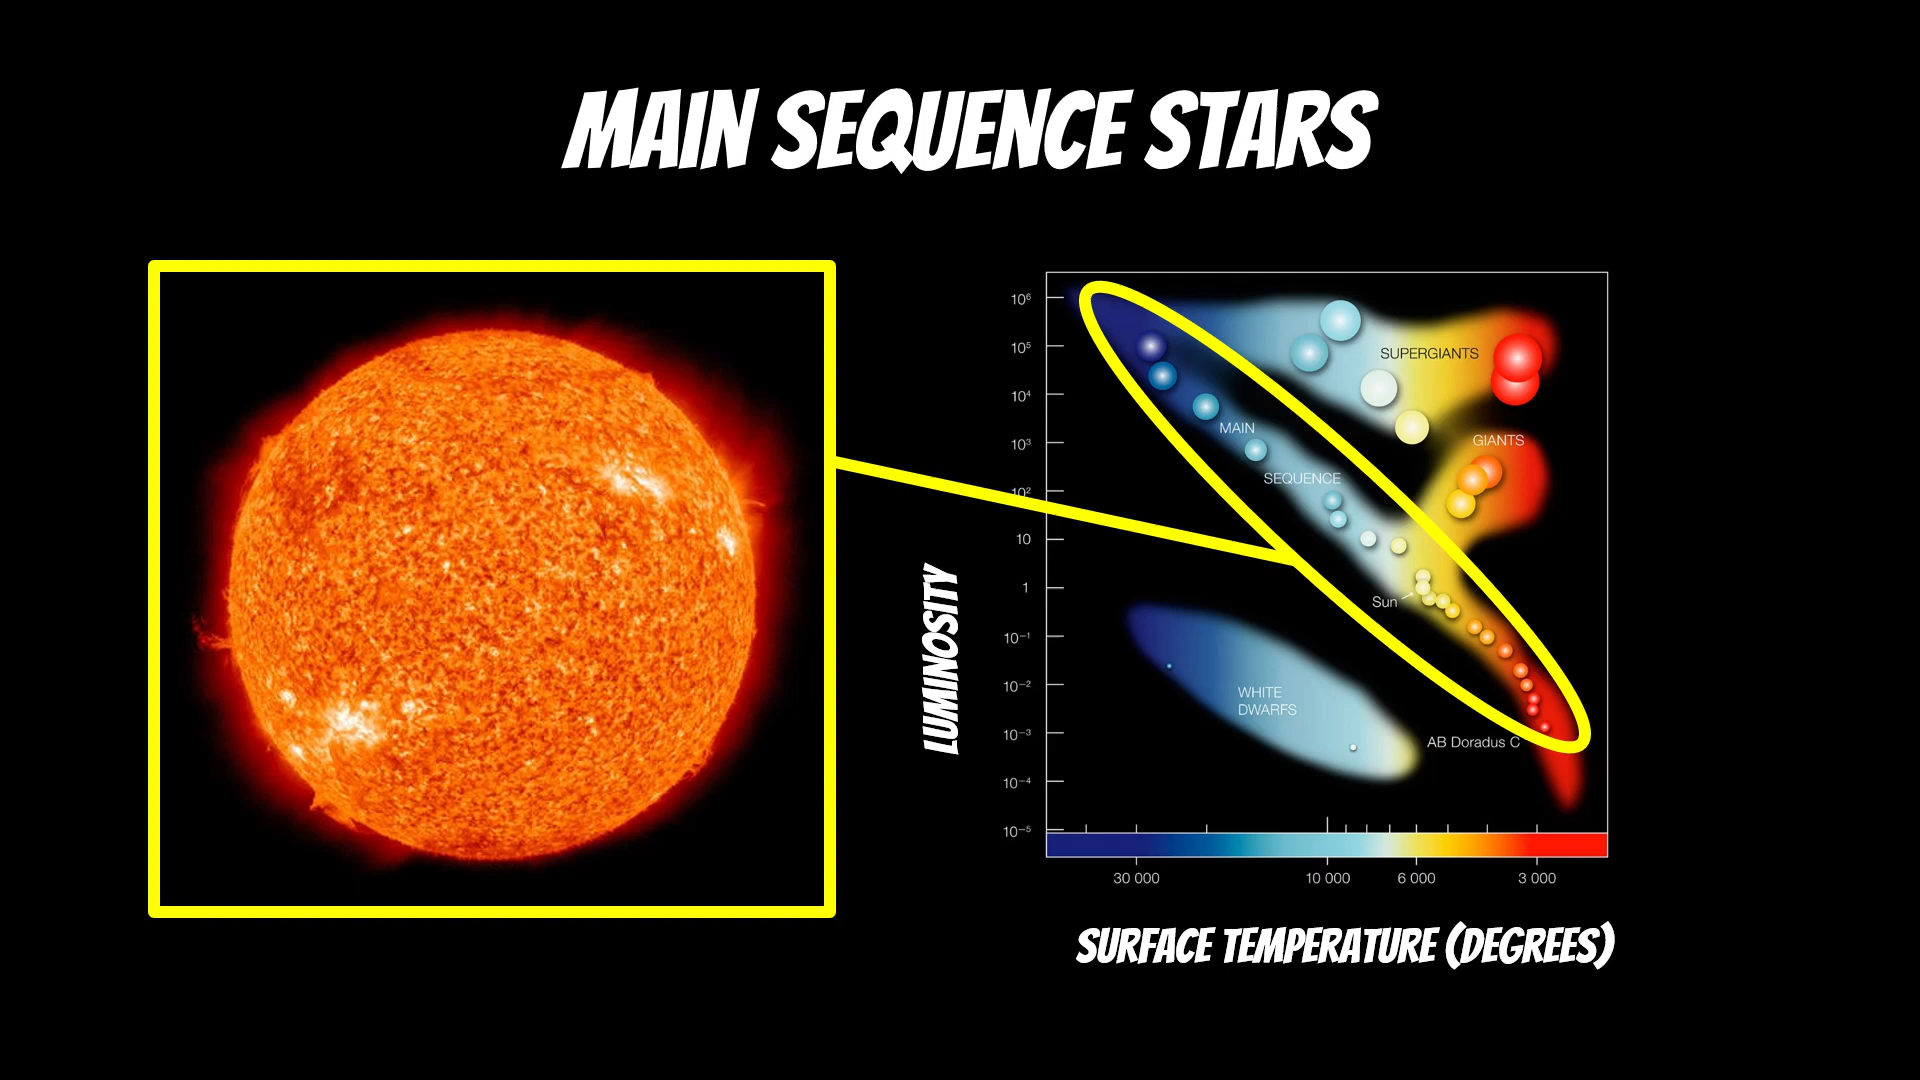 MAIN SEQUENCE STARS
10⁶
10⁵
10⁴
10³
10²
10
1
10⁻¹
10⁻²
10⁻³
10⁻⁴
10⁻⁵
LUMINOSITY
SUPERGIANTS
GIANTS
MAIN
SEQUENCE
Sun
WHITE
DWARFS
AB Doradus C
30 000 10 000 6 000 3 000
SURFACE TEMPERATURE (DEGREES)